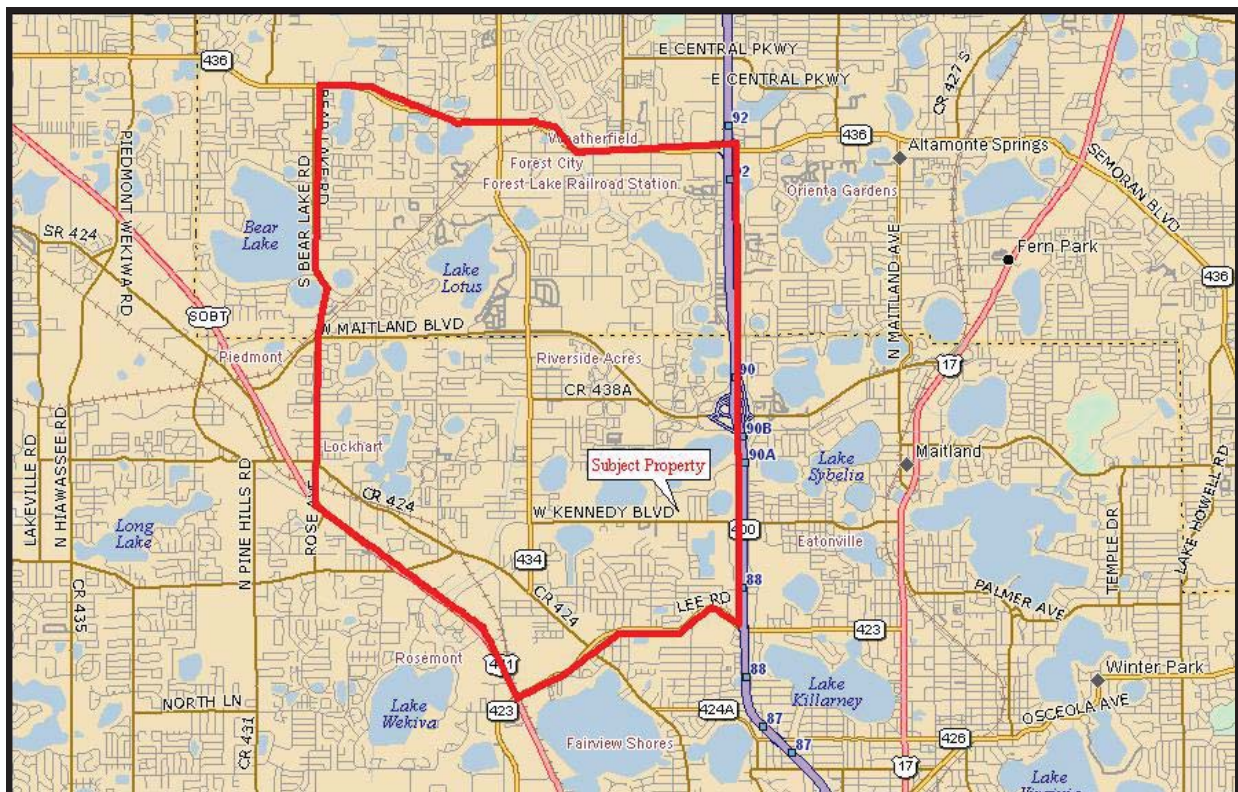 E CENTRAL PKWY
436
E CENTRAL PKWY
CR 427 S
92
BEAR LAKE RD
Weatherfield
436
Altamonte Springs
Forest City
PIEDMONT WEKIWA RD
S BEAR LAKE RD
Forest Lake Railroad Station
92
Orienta Gardens
SEMORAN BLVD
Bear
Lake
SR 424
Lake
Lotus
N MAITLAND AVE
Fern Park
436
SOBT
W MAITLAND BLVD
Piedmont
Riverside Acres
90
17
CR 438A
90B
Lockhart
Subject Property
90A
Lake
Sybelia
Maitland
LAKEVILLE RD
N HIAWASSEE RD
N PINE HILLS RD
ROSE AVE
CR 424
Long
Lake
W KENNEDY BLVD
400
Eatonville
TEMPLE DR
LAKE HOWELL RD
434
CR 424
88
CR 435
LEE RD
PALMER AVE
423
Rosemont
441
88
Winter Park
Lake
Killarney
NORTH LN
Lake
Wekiva
423
424A
OSCEOLA AVE
CR 431
Fairview Shores
87
426
87
17
Lake